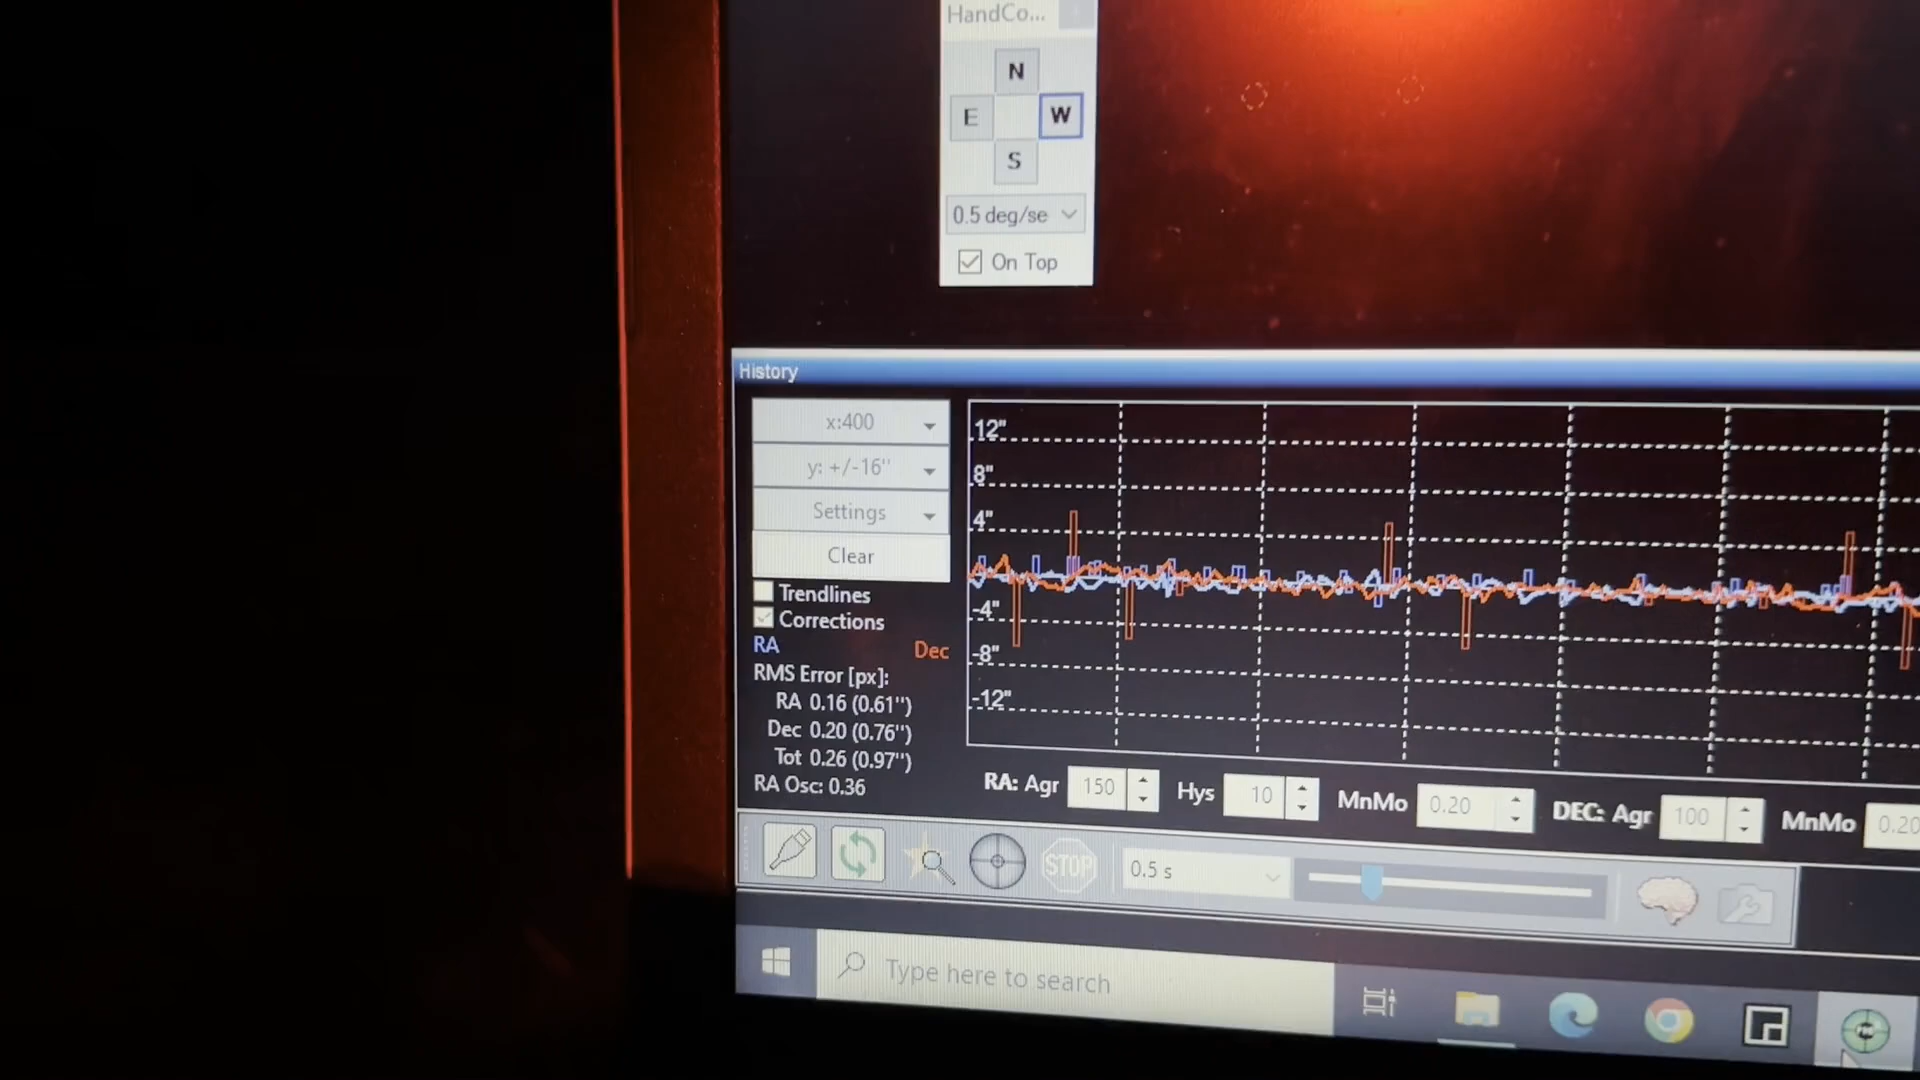 HandCo...
N
E W
S
0.5 deg/se
On Top
History
x:400
y: +/-16"
Settings
Clear
Trendlines
Corrections
RA Dec
RMS Error [px]:
RA 0.16 (0.61")
Dec 0.20 (0.76")
Tot 0.26 (0.97")
RA Osc: 0.36
12"
8"
4"
-4"
-8"
-12"
RA: Agr 150 Hys 10 MnMo 0.20 DEC: Agr 100 MnMo 0.20
STOP 0.5 s
Type here to search